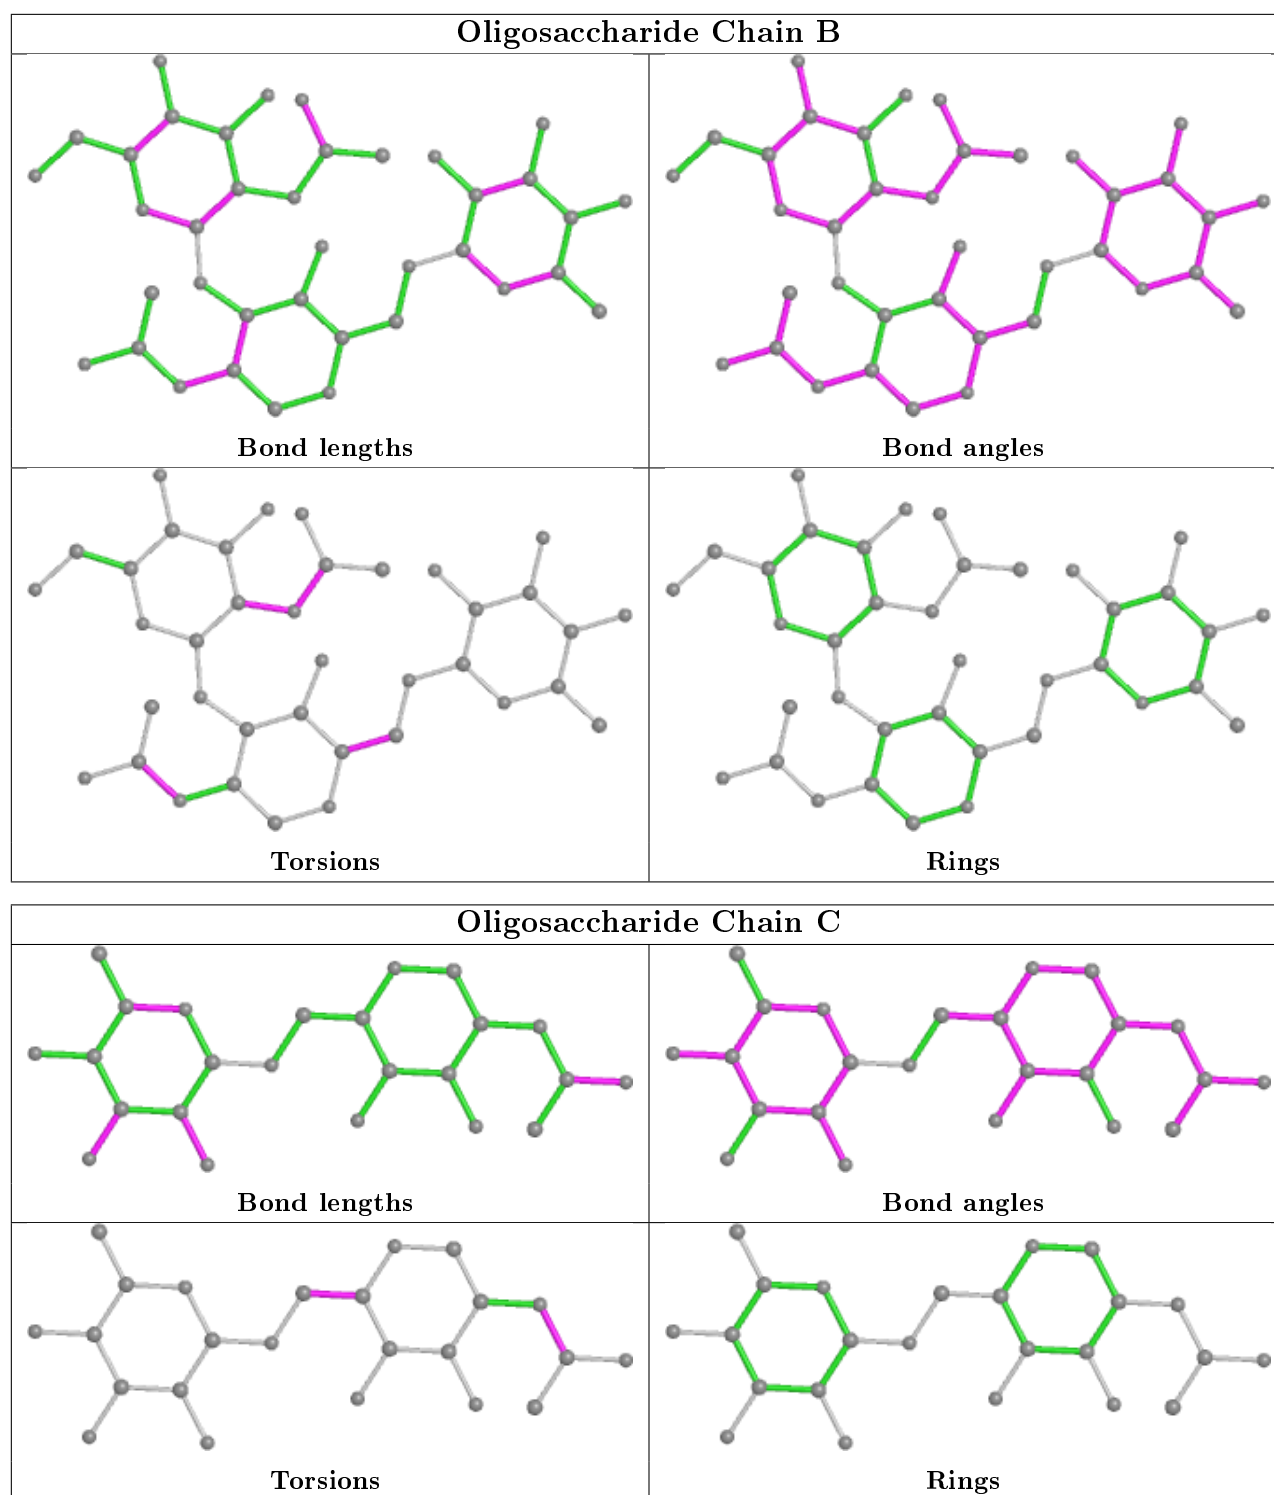 Oligosaccharide Chain B
Bond lengths
Bond angles
Torsions
Rings
Oligosaccharide Chain C
Bond lengths
Bond angles
Torsions
Rings